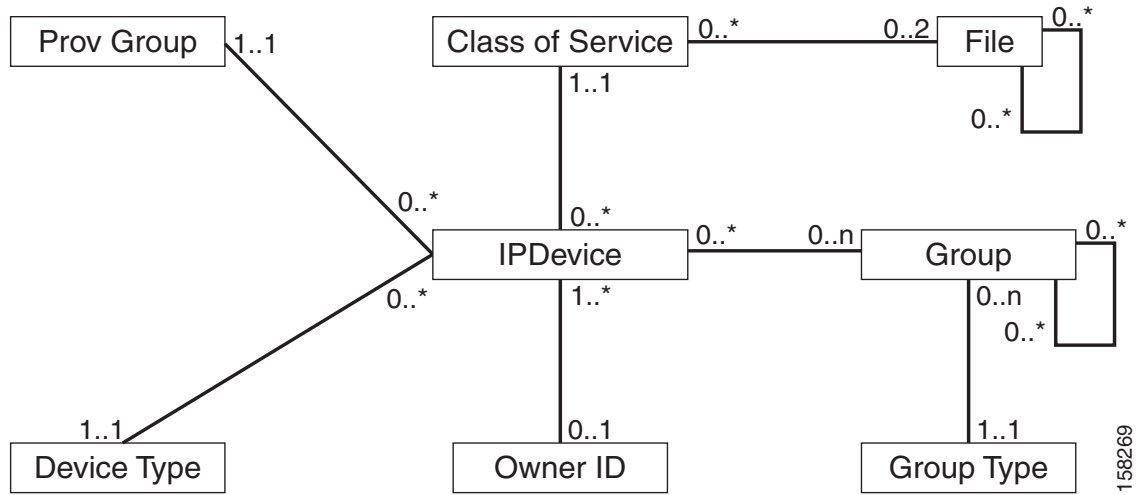 Prov Group
1..1
Class of Service
0..*
0..2
File
0..*
1..1
0..*
0..*
0..*
IPDevice
0..*
0..n
Group
0..*
0..*
1..*
0..n
0..*
1..1
0..1
1..1
Device Type
Owner ID
Group Type
158269